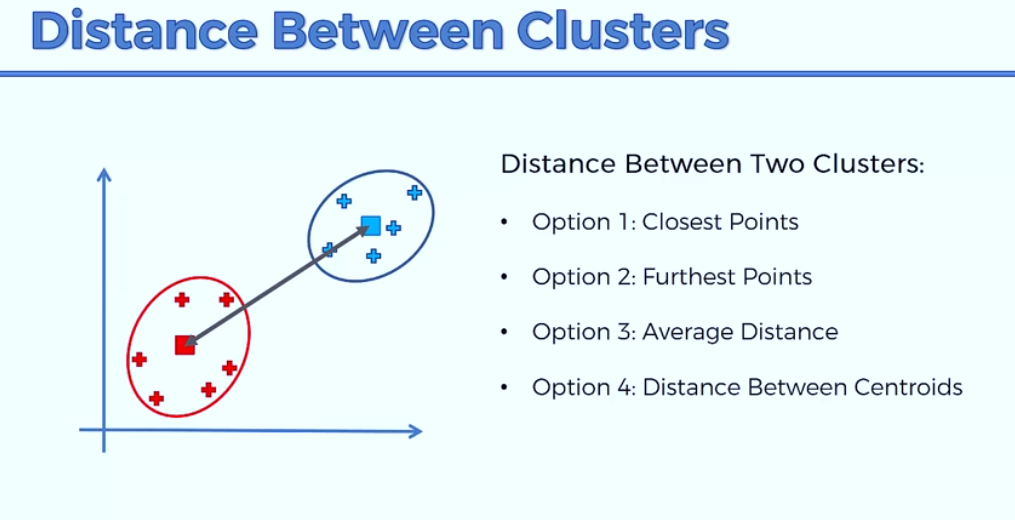 Distance Between Clusters
Distance Between Two Clusters:
• Option 1: Closest Points
• Option 2: Furthest Points
• Option 3: Average Distance
• Option 4: Distance Between Centroids